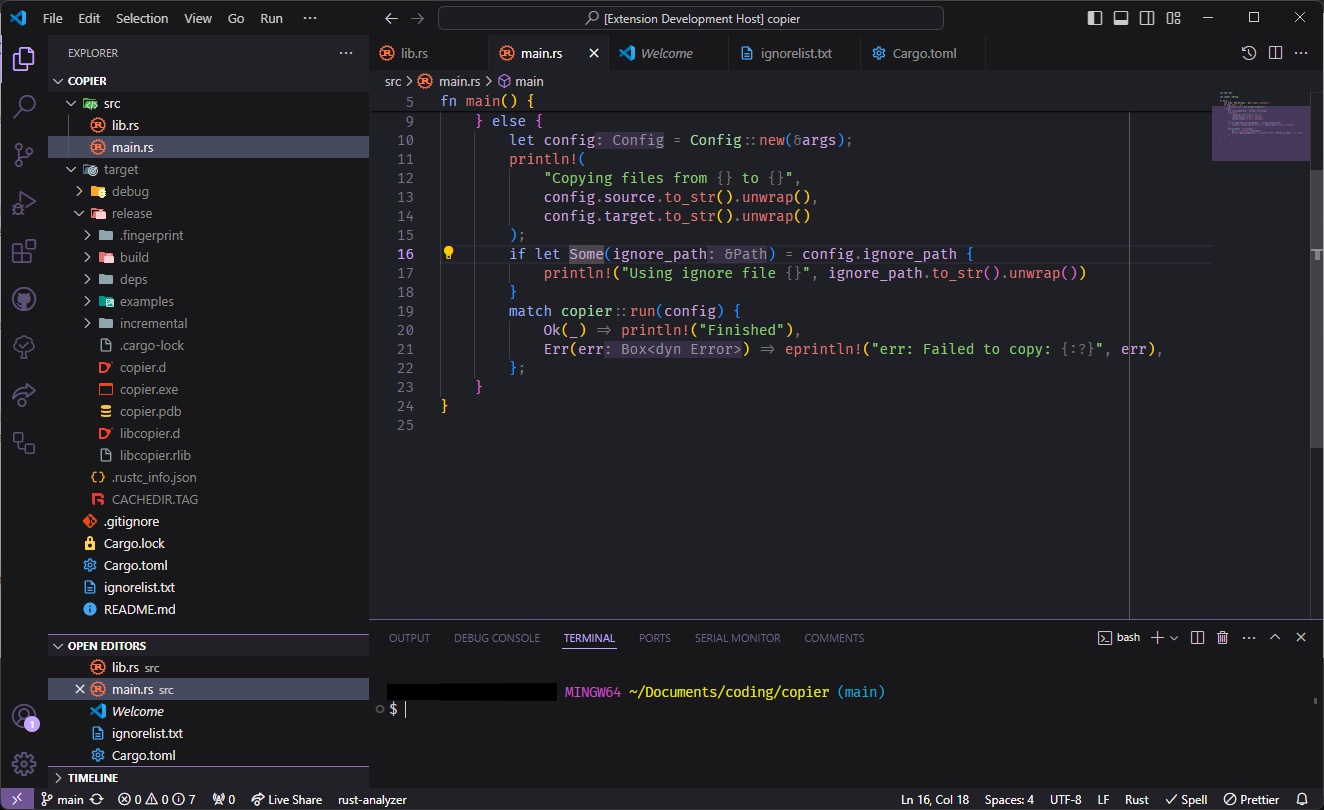 File Edit Selection View Go Run ···
[Extension Development Host] copier
EXPLORER
COPIER
src
lib.rs
main.rs
target
debug
release
.fingerprint
build
deps
examples
incremental
.cargo-lock
copier.d
copier.exe
copier.pdb
libcopier.d
libcopier.rlib
.rustc_info.json
CACHEDIR.TAG
.gitignore
Cargo.lock
Cargo.toml
ignorelist.txt
README.md
OPEN EDITORS
lib.rs src
main.rs src
Welcome
ignorelist.txt
Cargo.toml
TIMELINE
1
lib.rs main.rs Welcome ignorelist.txt Cargo.toml
src > main.rs > main
5 fn main() {
9 } else {
10 let config: Config = Config::new(&args);
11 println!(
12 "Copying files from {} to {}",
13 config.source.to_str().unwrap(),
14 config.target.to_str().unwrap()
15 );
16 if let Some(ignore_path: &Path) = config.ignore_path {
17 println!("Using ignore file {}", ignore_path.to_str().unwrap())
18 }
19 match copier::run(config) {
20 Ok(_) => println!("Finished"),
21 Err(err: Box<dyn Error>) => eprintln!("err: Failed to copy: {:?}", err),
22 };
23 }
24 }
25
OUTPUT DEBUG CONSOLE TERMINAL PORTS SERIAL MONITOR COMMENTS
bash
MINGW64 ~/Documents/coding/copier (main)
$
main 0 0 7 0 Live Share rust-analyzer
Ln 16, Col 18 Spaces: 4 UTF-8 LF Rust Spell Prettier